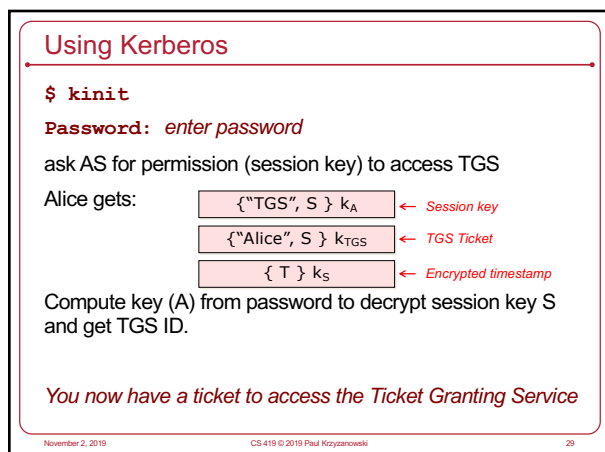 Using Kerberos
$ kinit
Password: enter password
ask AS for permission (session key) to access TGS
Alice gets:
{"TGS", S } kA ← Session key
{"Alice", S } kTGS ← TGS Ticket
{ T } kS ← Encrypted timestamp
Compute key (A) from password to decrypt session key S
and get TGS ID.
You now have a ticket to access the Ticket Granting Service
November 2, 2019 CS 419 © 2019 Paul Krzyzanowski 29